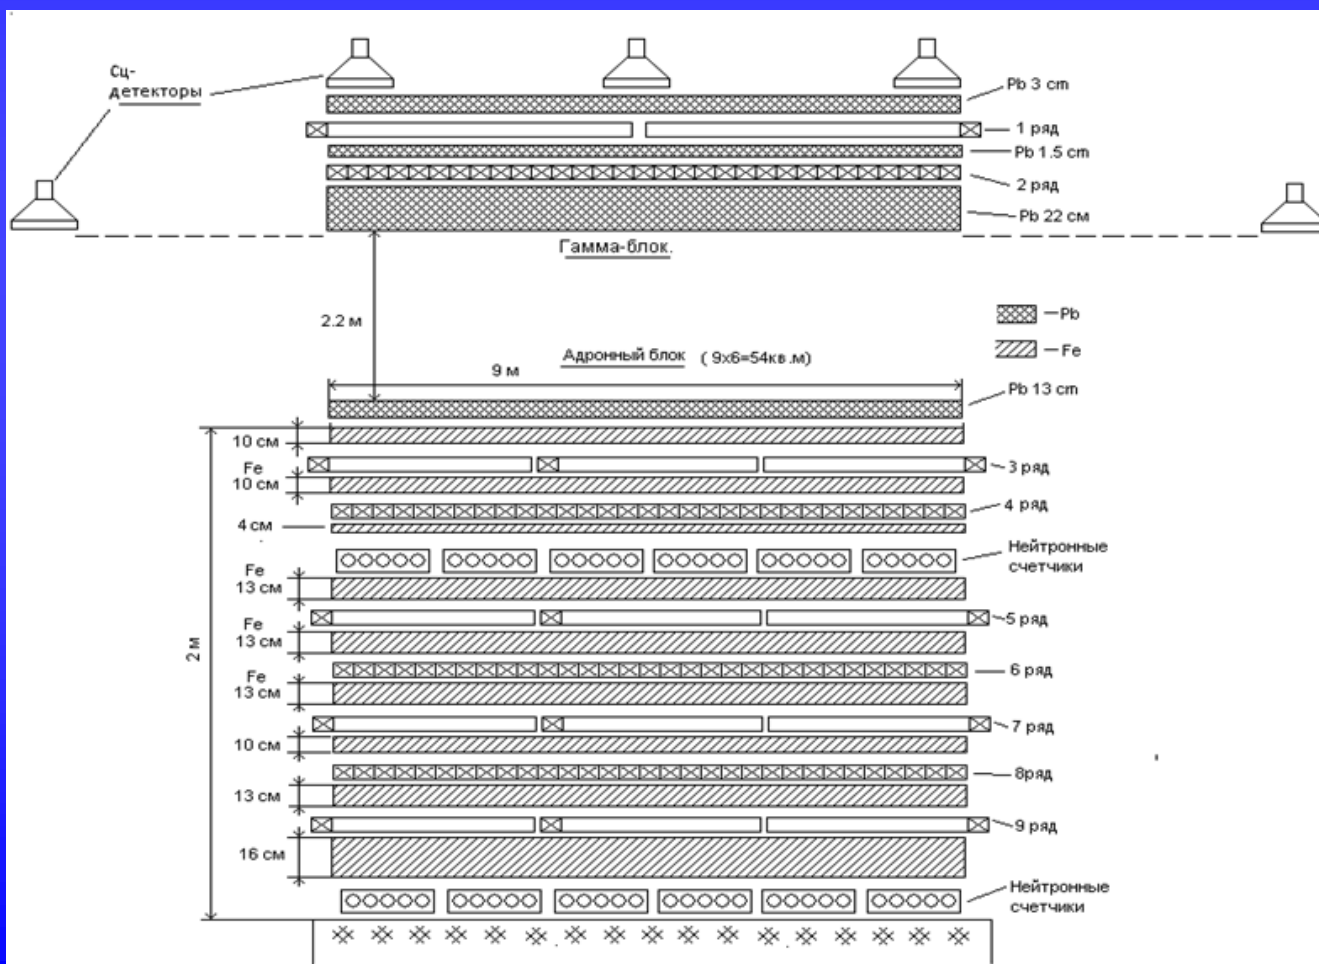 Сц-
детекторы
Pb 3 cm
1 ряд
Pb 1.5 cm
2 ряд
Pb 22 см
Гамма-блок.
2.2 м
Pb
Fe
Адронный блок ( 9х6=54кв.м)
9 м
Pb 13 cm
10 см
Fe
10 см
3 ряд
4 ряд
4 см
Нейтронные
счетчики
Fe
13 см
Fe
13 см
5 ряд
2 м
Fe
13 см
6 ряд
7 ряд
10 см
8ряд
13 см
9 ряд
16 см
Нейтронные
счетчики